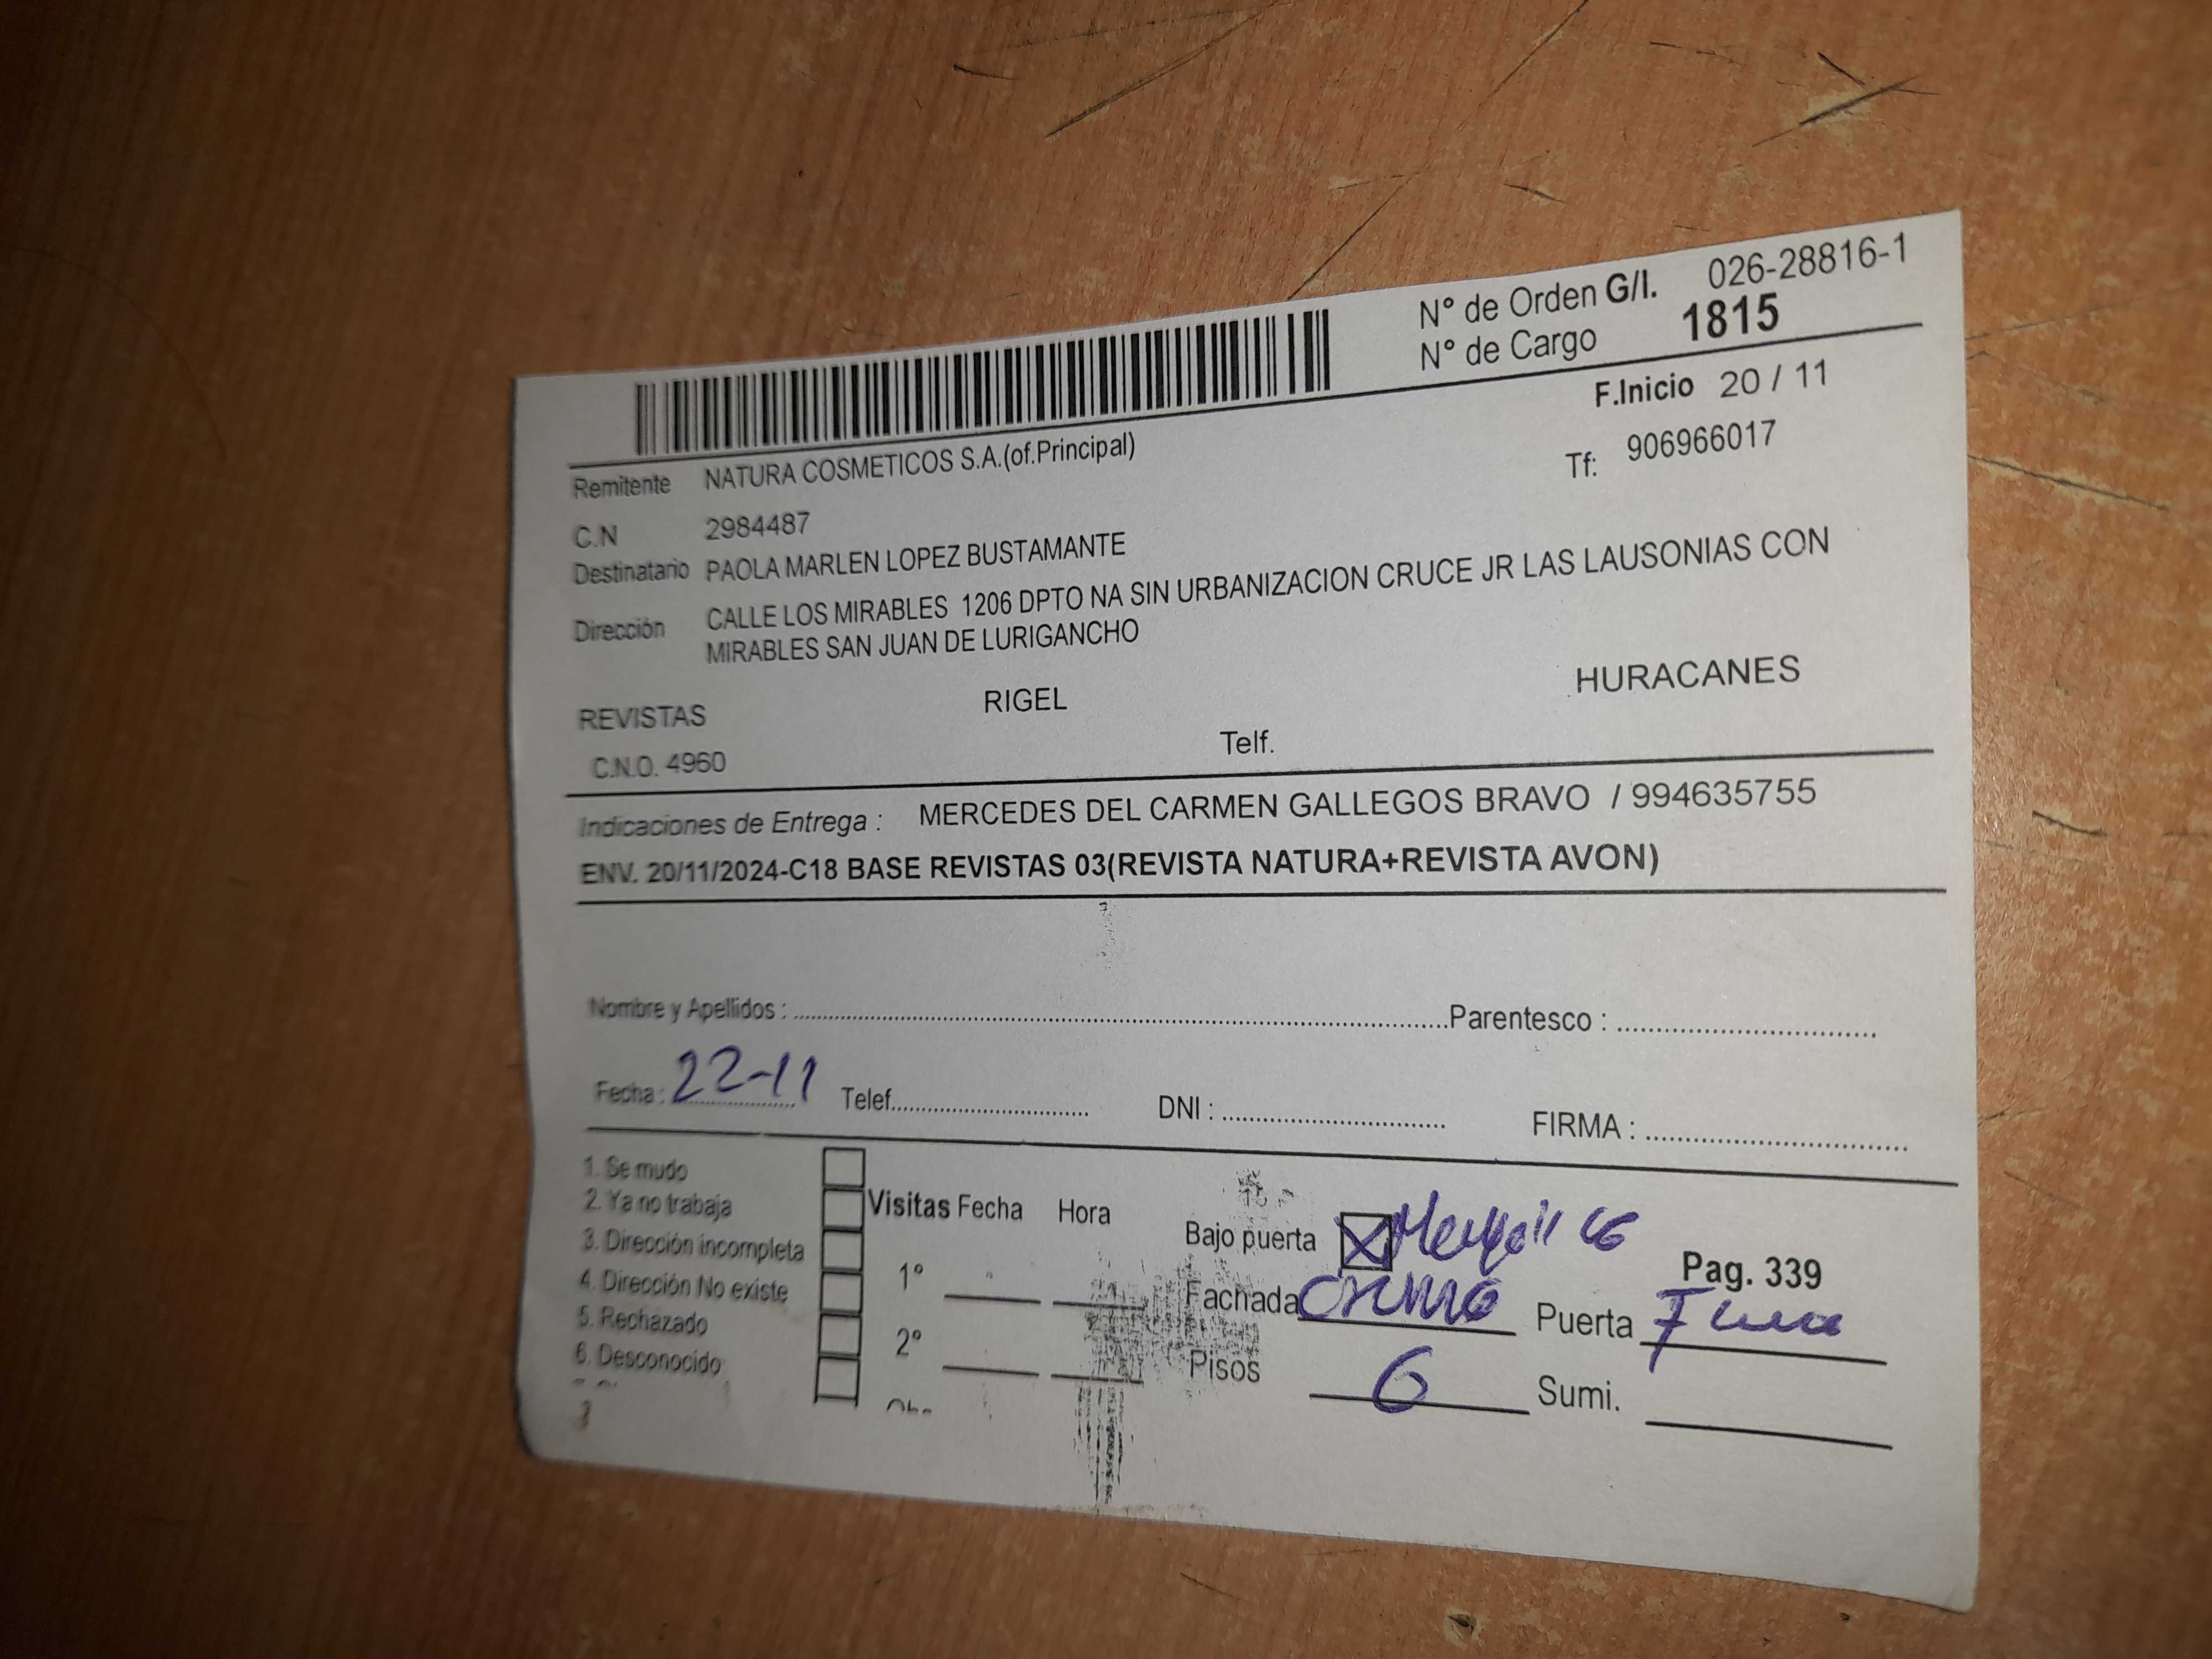 N° de Orden G/I. 026-28816-1
N° de Cargo 1815
F.Inicio 20 / 11
Remitente NATURA COSMETICOS S.A.(of.Principal) Tf: 906966017
C.N 2984487
Destinatario PAOLA MARLEN LOPEZ BUSTAMANTE
Dirección CALLE LOS MIRABLES 1206 DPTO NA SIN URBANIZACION CRUCE JR LAS LAUSONIAS CON
MIRABLES SAN JUAN DE LURIGANCHO
REVISTAS RIGEL HURACANES
C.N.O. 4960 Telf.
Indicaciones de Entrega : MERCEDES DEL CARMEN GALLEGOS BRAVO / 994635755
ENV. 20/11/2024-C18 BASE REVISTAS 03(REVISTA NATURA+REVISTA AVON)
Nombre y Apellidos : Parentesco :
Fecha : 22-11 Telef. DNI : FIRMA :
1. Se mudo
2. Ya no trabaja Visitas Fecha Hora
3. Dirección incompleta Bajo puerta
4. Dirección No existe 1° Pag. 339
5. Rechazado Fachada Puerta
6. Desconocido 2° Pisos 6 Sumi.